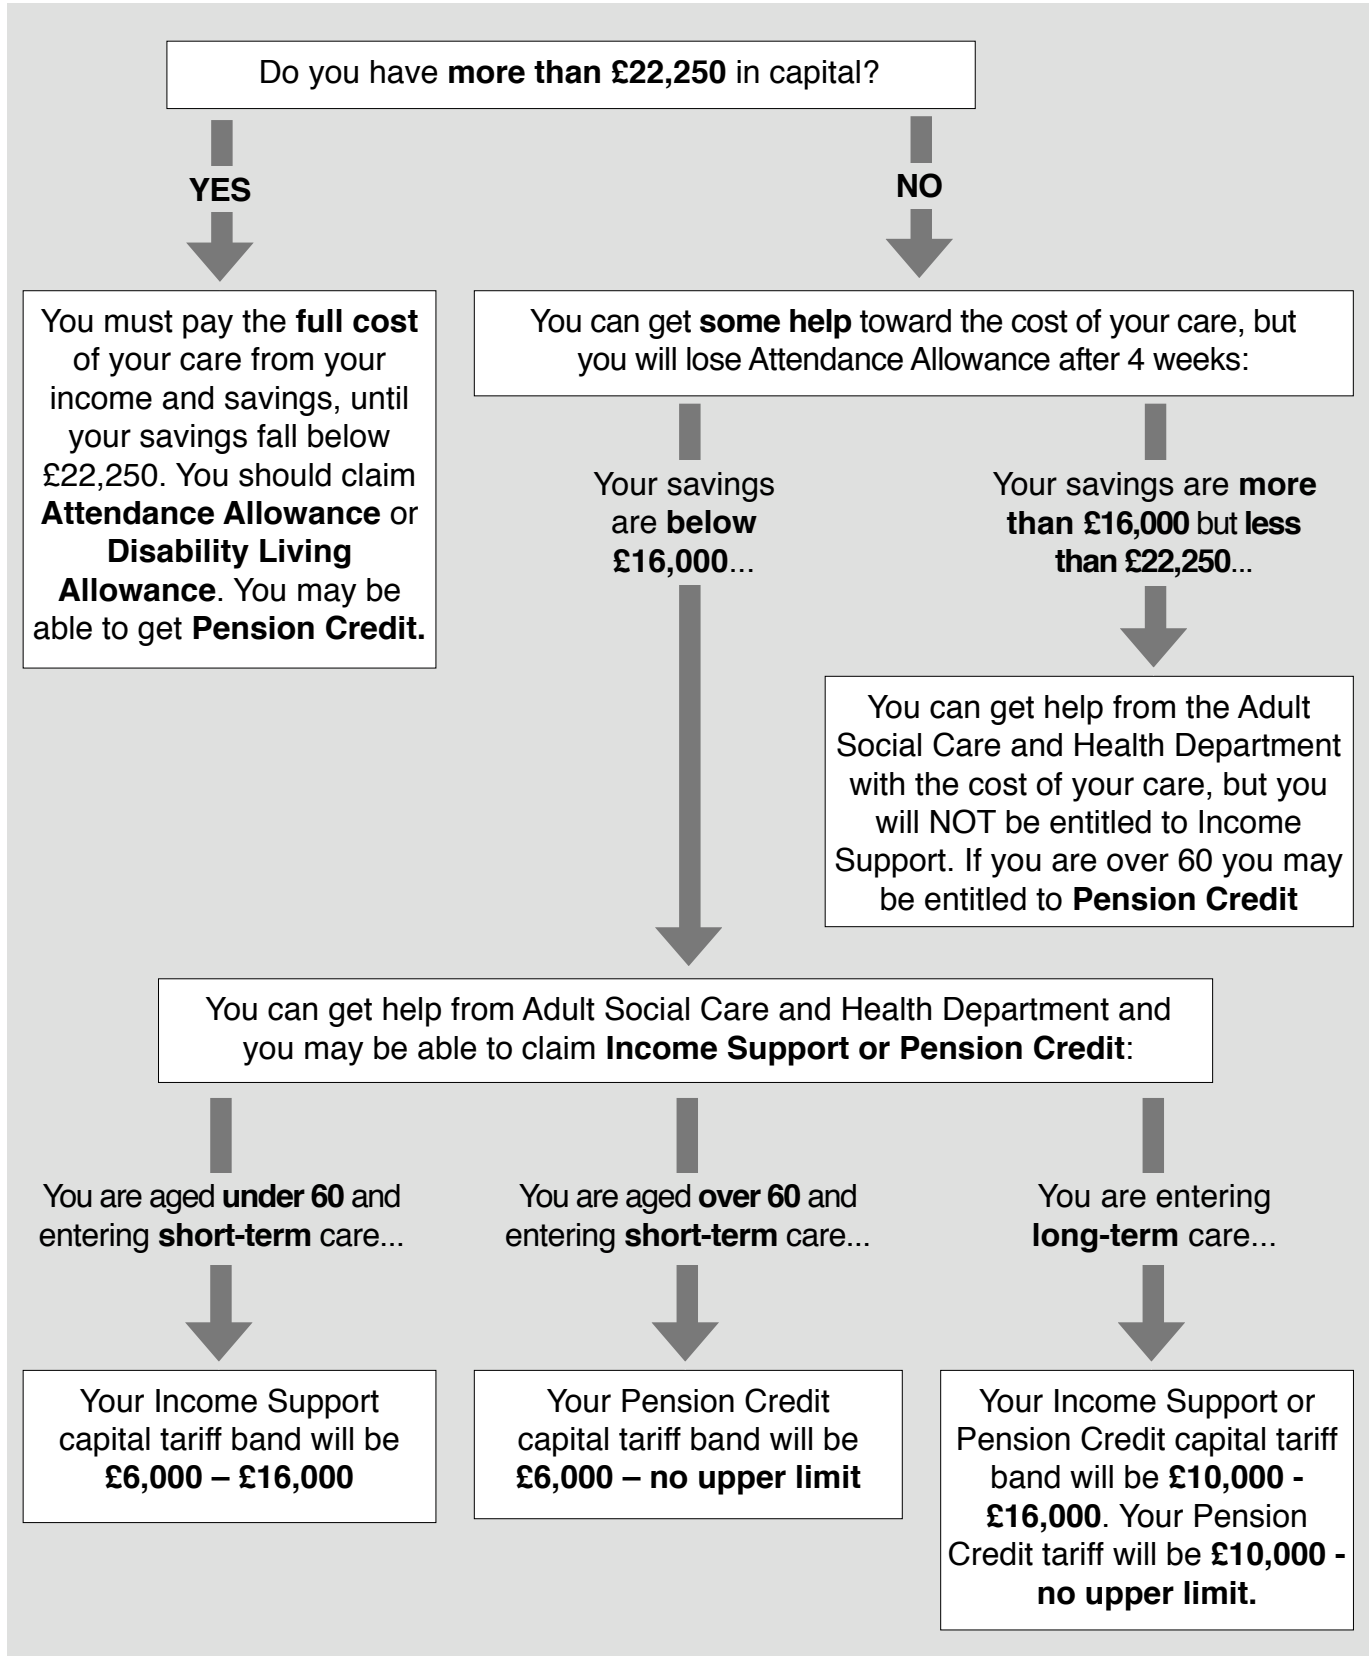 Do you have more than £22,250 in capital?
YES
NO
You must pay the full cost
of your care from your
income and savings, until
your savings fall below
£22,250. You should claim
Attendance Allowance or
Disability Living
Allowance. You may be
able to get Pension Credit.
You can get some help toward the cost of your care, but
you will lose Attendance Allowance after 4 weeks:
Your savings
are below
£16,000...
Your savings are more
than £16,000 but less
than £22,250...
You can get help from the Adult
Social Care and Health Department
with the cost of your care, but you
will NOT be entitled to Income
Support. If you are over 60 you may
be entitled to Pension Credit
You can get help from Adult Social Care and Health Department and
you may be able to claim Income Support or Pension Credit:
You are aged under 60 and
entering short-term care...
You are aged over 60 and
entering short-term care...
You are entering
long-term care...
Your Income Support
capital tariff band will be
£6,000 – £16,000
Your Pension Credit
capital tariff band will be
£6,000 – no upper limit
Your Income Support or
Pension Credit capital tariff
band will be £10,000 -
£16,000. Your Pension
Credit tariff will be £10,000 -
no upper limit.